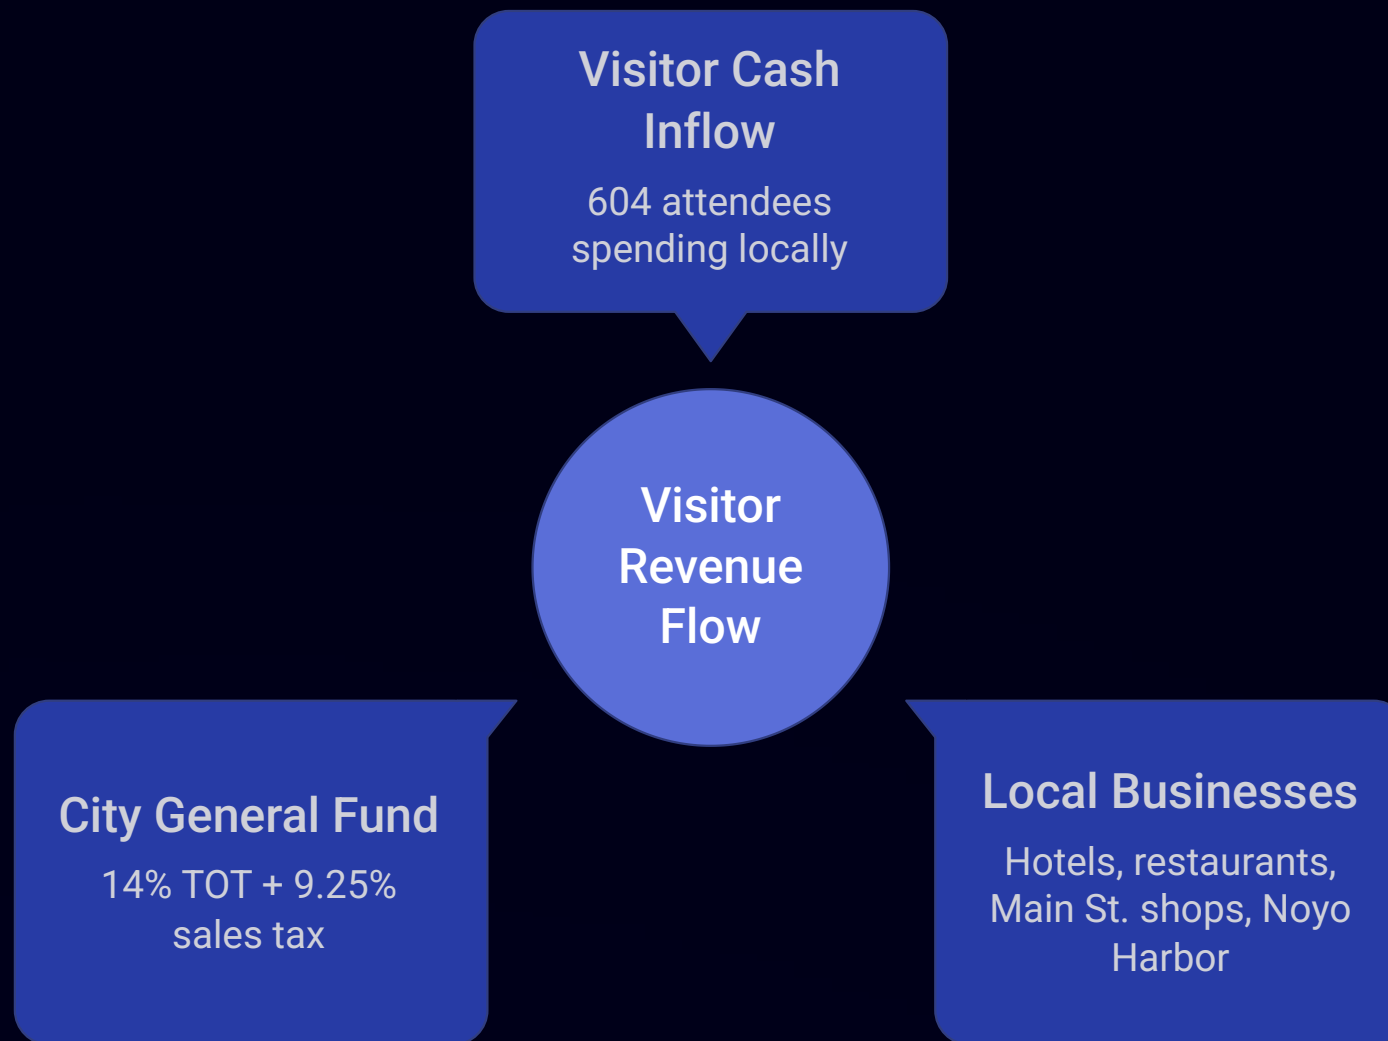 Visitor Cash
Inflow
604 attendees
spending locally
Visitor
Revenue
Flow
City General Fund
14% TOT + 9.25%
sales tax
Local Businesses
Hotels, restaurants,
Main St. shops, Noyo
Harbor